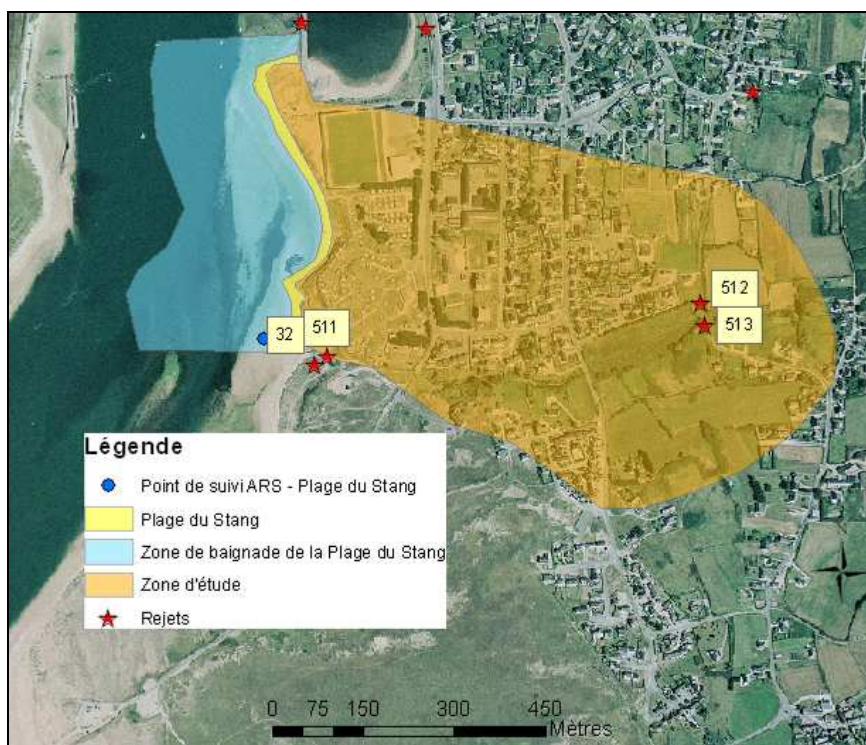 512
513
32
511
Légende
Point de suivi ARS - Plage du Stang
Plage du Stang
Zone de baignade de la Plage du Stang
Zone d'étude
Rejets
0 75 150 300 450
Mètres